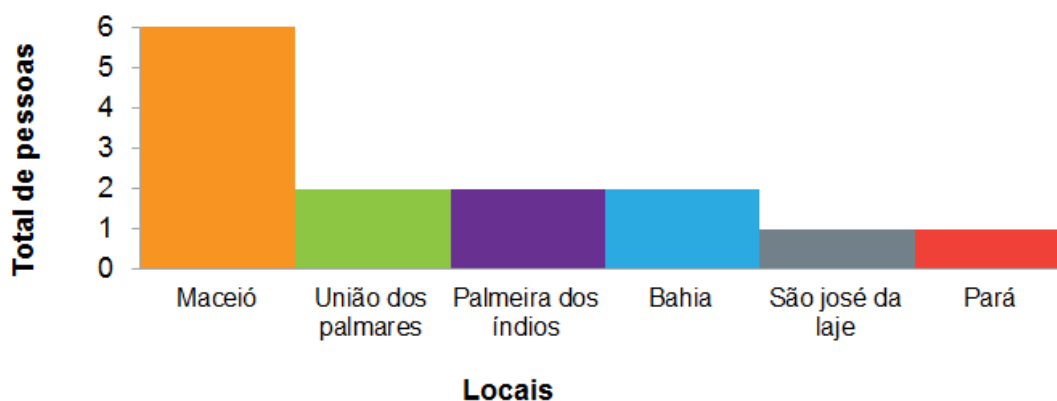 Total de pessoas
6
5
4
3
2
1
0
Maceió
União dos
palmares
Palmeira dos
índios
Bahia
São josé da
laje
Pará
Locais